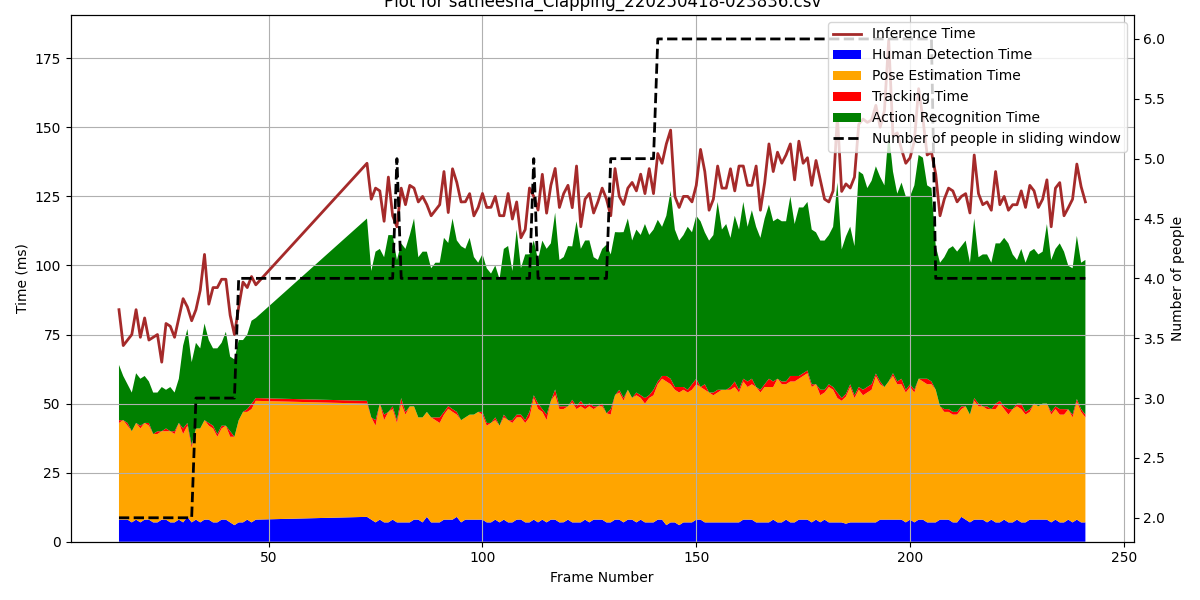 Plot for satheesha_Clapping_220250418-023836.csv
Inference Time
Human Detection Time
Pose Estimation Time
Tracking Time
Action Recognition Time
Number of people in sliding window
Time (ms)
175
150
125
100
75
50
25
0
50
100
150
200
250
Frame Number
6.0
5.5
5.0
4.5
4.0
3.5
3.0
2.5
2.0
Number of people